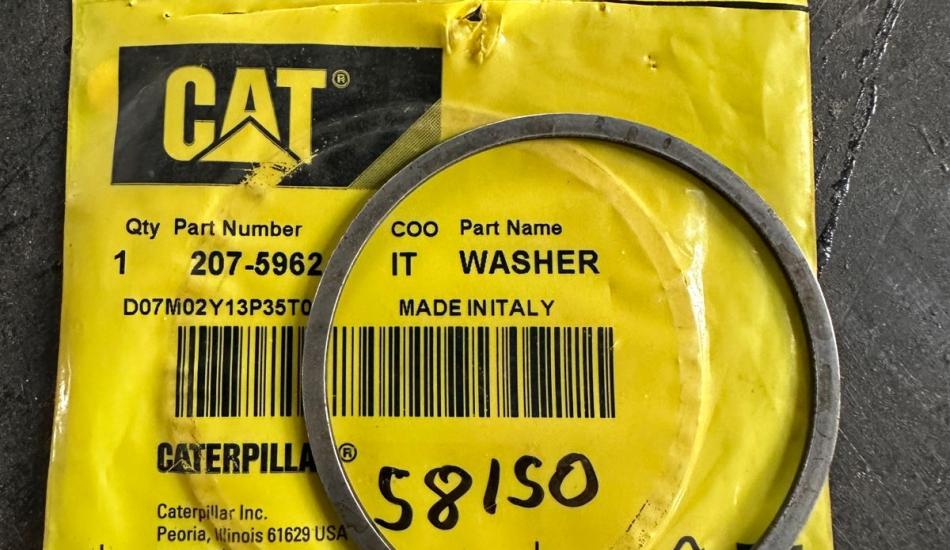 CAT®
Qty Part Number COO Part Name
1 207-5962 IT WASHER
D07M02Y13P35T0 MADE IN ITALY
CATERPILLA ®
58150
Caterpillar Inc.
Peoria, Illinois 61629 USA